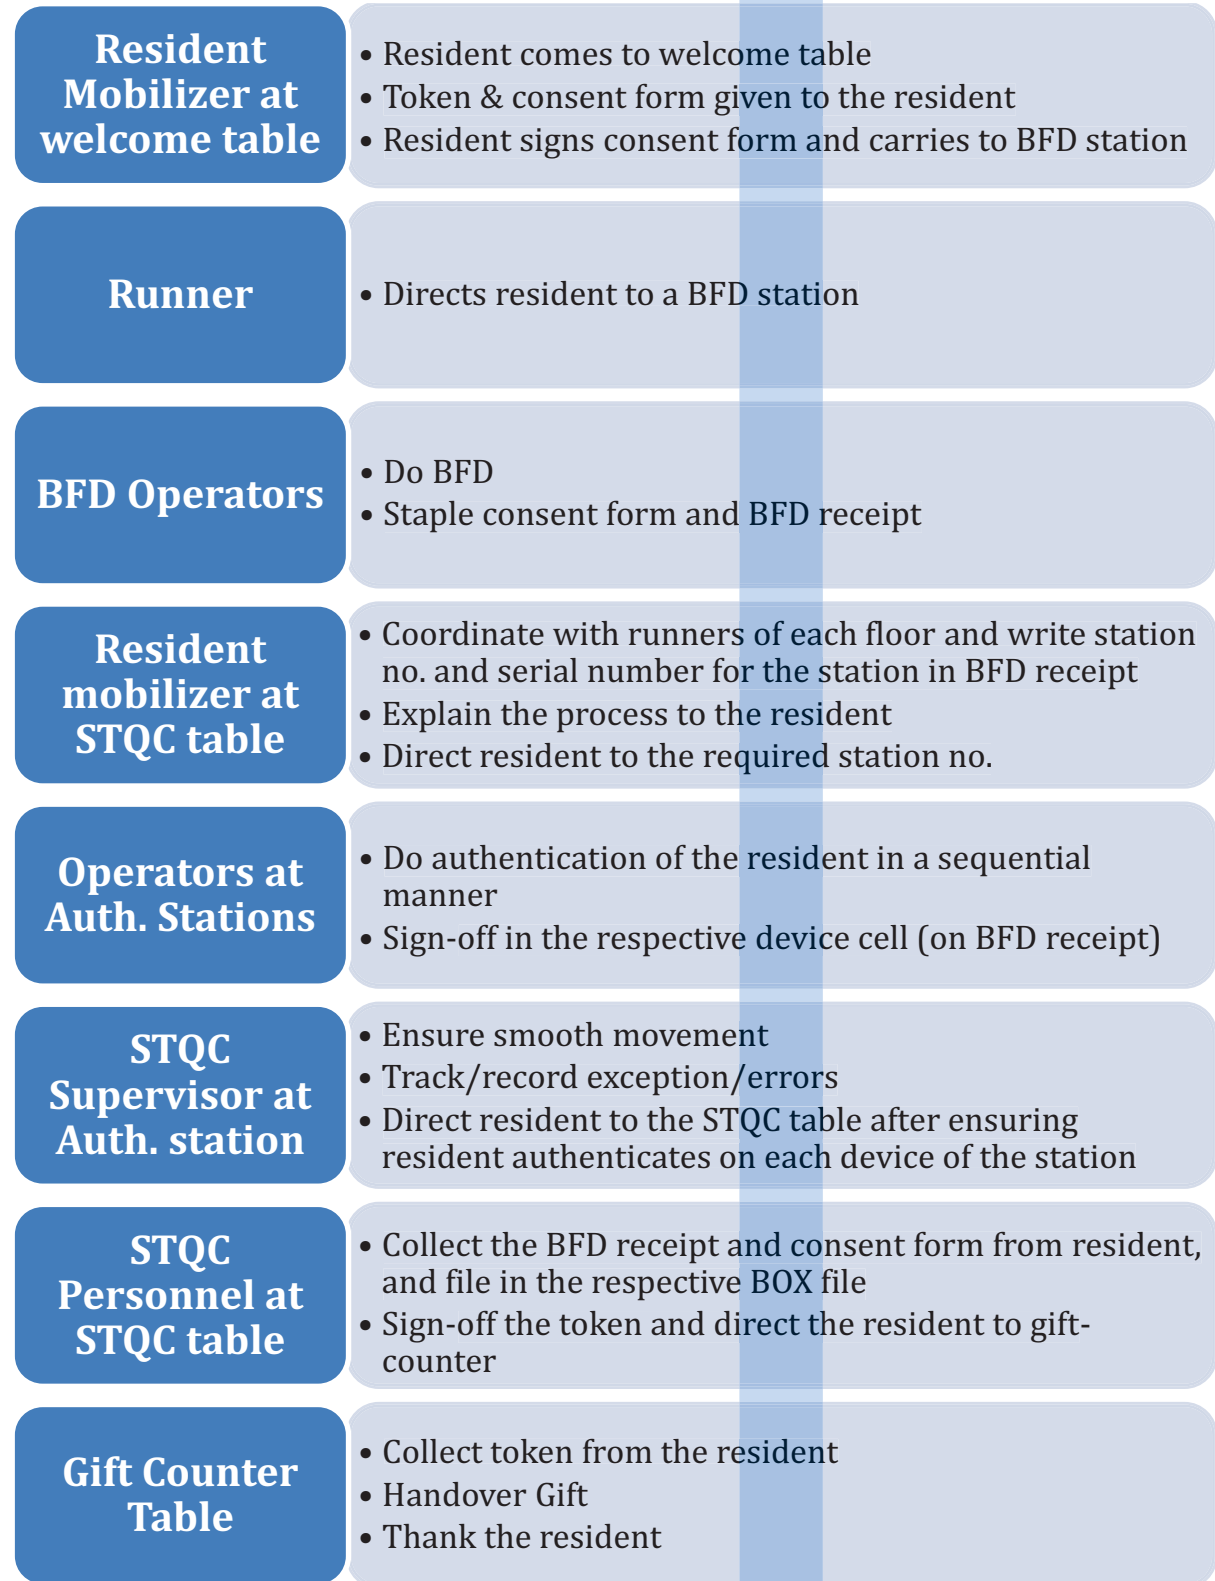 Resident
Mobilizer at
welcome table
• Resident comes to welcome table
• Token & consent form given to the resident
• Resident signs consent form and carries to BFD station
Runner
• Directs resident to a BFD station
BFD Operators
• Do BFD
• Staple consent form and BFD receipt
Resident
mobilizer at
STQC table
• Coordinate with runners of each floor and write station
no. and serial number for the station in BFD receipt
• Explain the process to the resident
• Direct resident to the required station no.
Operators at
Auth. Stations
• Do authentication of the resident in a sequential
manner
• Sign-off in the respective device cell (on BFD receipt)
STQC
Supervisor at
Auth. station
• Ensure smooth movement
• Track/record exception/errors
• Direct resident to the STQC table after ensuring
resident authenticates on each device of the station
STQC
Personnel at
STQC table
• Collect the BFD receipt and consent form from resident,
and file in the respective BOX file
• Sign-off the token and direct the resident to gift-
counter
Gift Counter
Table
• Collect token from the resident
• Handover Gift
• Thank the resident